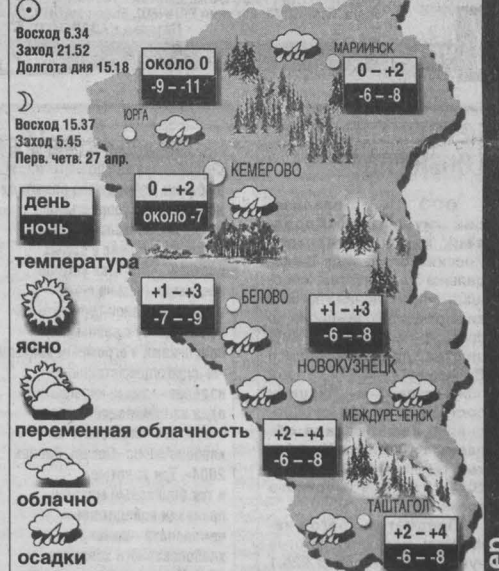 Восход 6.34
Заход 21.52
Долгота дня 15.18
Восход 15.37
Заход 5.45
Перв. четв. 27 апр.
день
ночь
температура
ясно
переменная облачность
облачно
осадки
около 0
-9 – -11
МАРИИНСК
0 – +2
-6 – -8
ЮРГА
КЕМЕРОВО
0 – +2
около -7
+1 – +3
-7 – -9
БЕЛОВО
+1 – +3
-6 – -8
НОВОКУЗНЕЦК
МЕЖДУРЕЧЕНСК
+2 – +4
-6 – -8
ТАШТАГОЛ
+2 – +4
-6 – -8